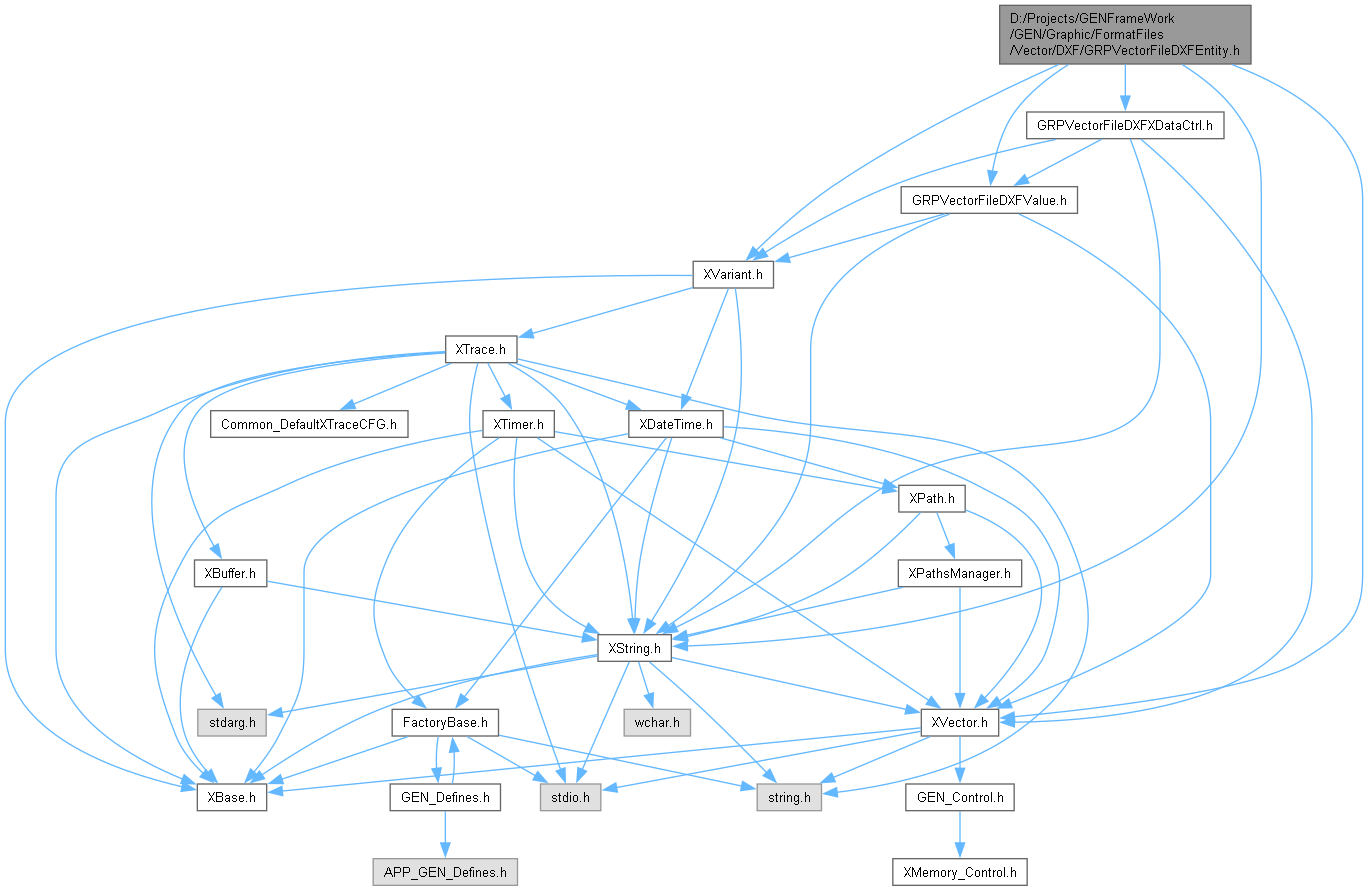 D:/Projects/GENFrameWork
/GEN/Graphic/FormatFiles
/Vector/DXF/GRPVectorFileDXFEntity.h
GRPVectorFileDXFXDataCtrl.h
GRPVectorFileDXFValue.h
XVariant.h
XTrace.h
Common_DefaultXTraceCFG.h
XTimer.h
XDateTime.h
XPath.h
XBuffer.h
XPathsManager.h
XString.h
stdarg.h
FactoryBase.h
wchar.h
XVector.h
XBase.h
GEN_Defines.h
stdio.h
string.h
GEN_Control.h
APP_GEN_Defines.h
XMemory_Control.h